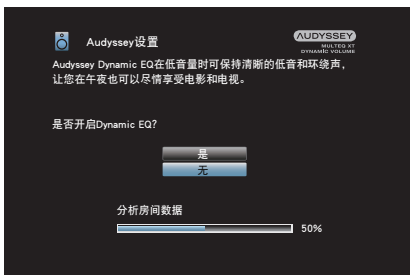 Audyssey设置
AUDYSSEY
MULTEQ XT
DYNAMIC VOLUME
Audyssey Dynamic EQ在低音量时可保持清晰的低音和环绕声，
让您在午夜也可以尽情享受电影和电视。
是否开启Dynamic EQ?
是
无
分析房间数据
50%